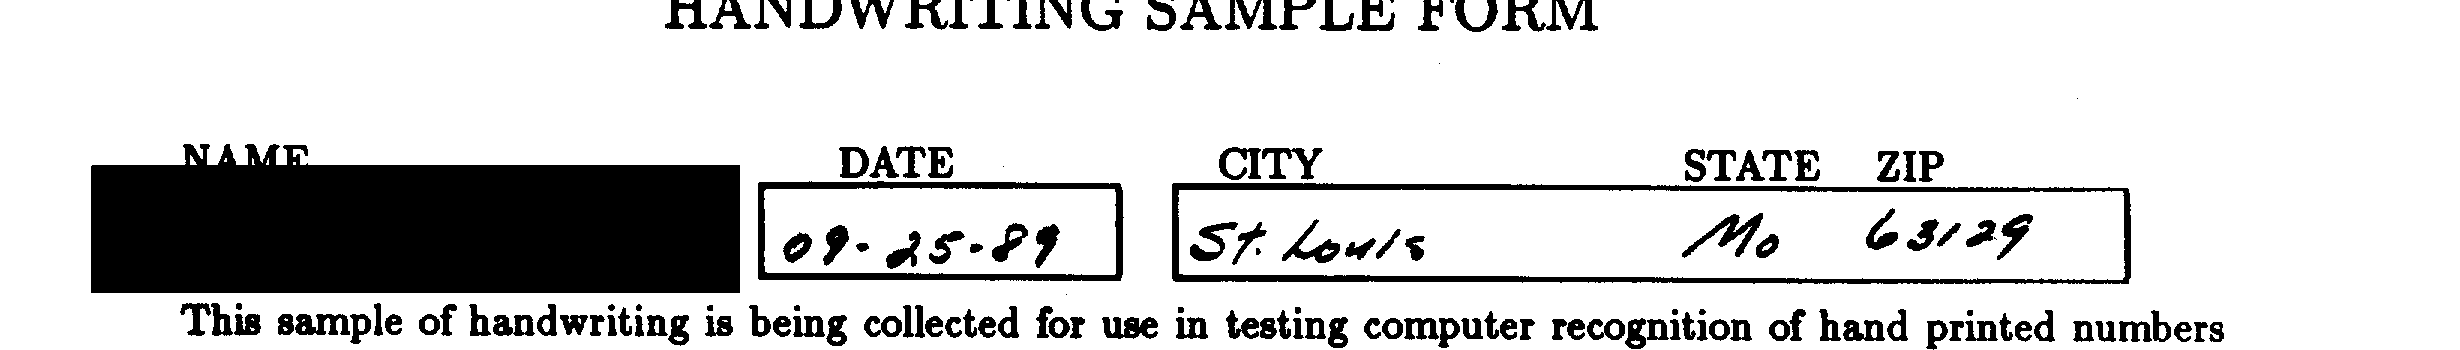 HANDWRITING SAMPLE FORM
NAME DATE CITY STATE ZIP
09-25-89 St. Louis Mo 63129
This sample of handwriting is being collected for use in testing computer recognition of hand printed numbers